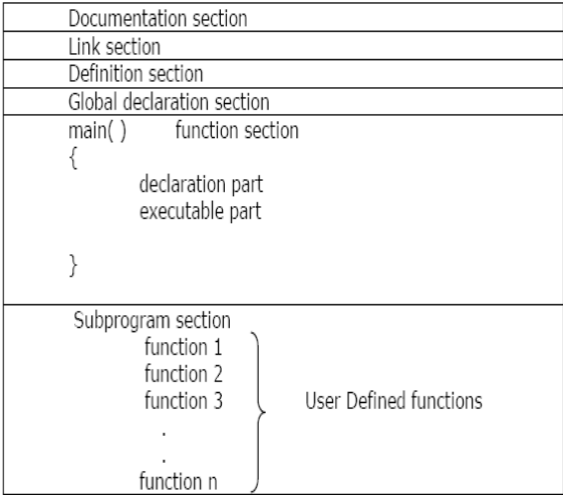 Documentation section
Link section
Definition section
Global declaration section
main( ) function section
{
declaration part
executable part
}
Subprogram section
function 1
function 2
function 3 User Defined functions
.
.
function n